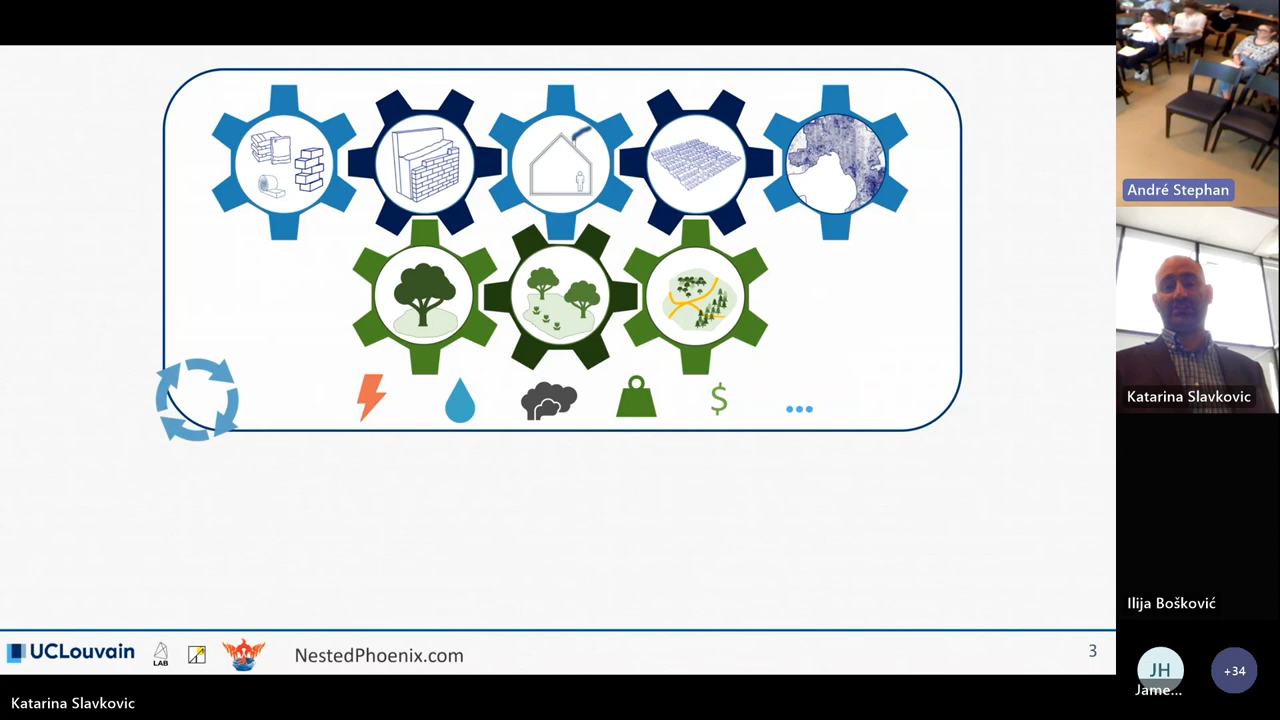 $
UCLouvain
LAB
NestedPhoenix.com
3
Katarina Slavkovic
André Stephan
Katarina Slavkovic
Ilija Bošković
JH
Jame...
+34